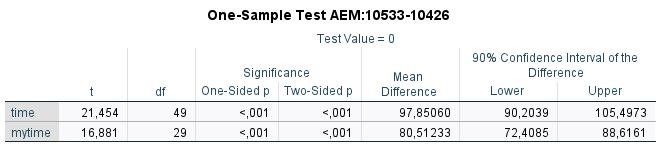 One-Sample Test AEM:10533-10426
Test Value = 0
90% Confidence Interval of the
Significance Mean Difference
t df One-Sided p Two-Sided p Difference Lower Upper
time 21,454 49 <,001 <,001 97,85060 90,2039 105,4973
mytime 16,881 29 <,001 <,001 80,51233 72,4085 88,6161